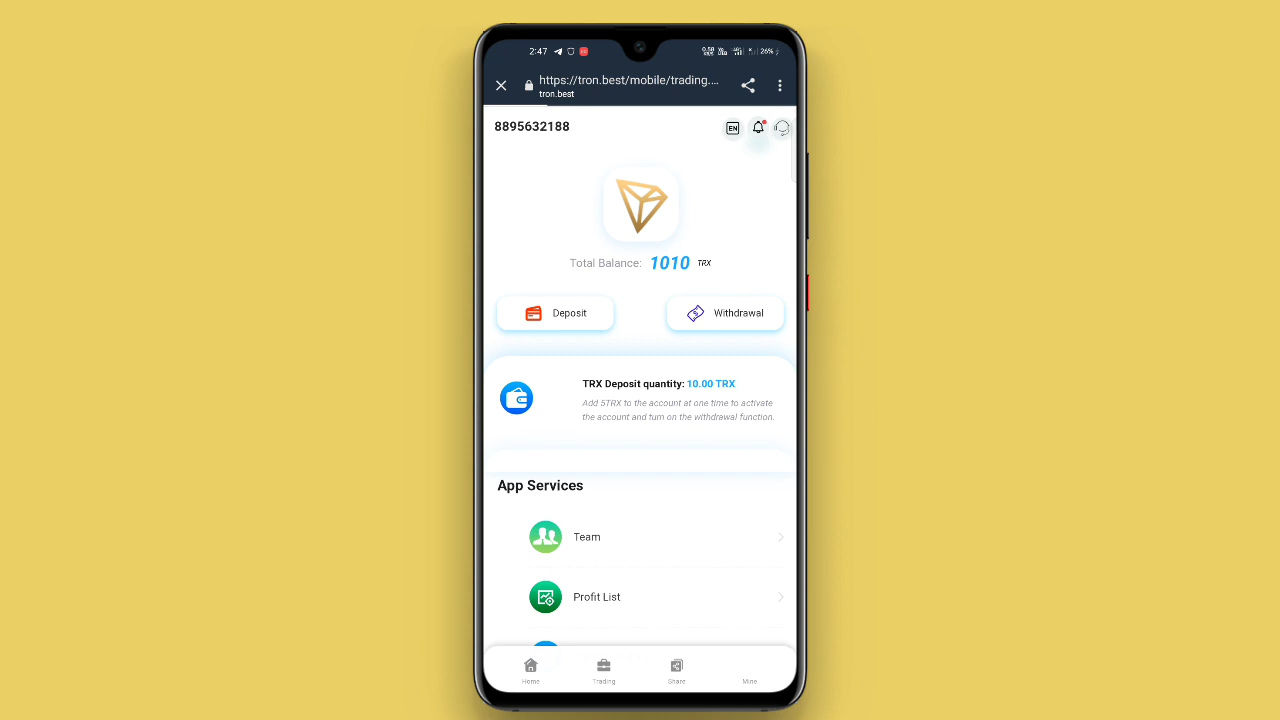 2:47 26%
https://tron.best/mobile/trading....
tron.best
8895632188
EN
Total Balance: 1010 TRX
Deposit
Withdrawal
TRX Deposit quantity: 10.00 TRX
Add 5TRX to the account at one time to activate
the account and turn on the withdrawal function.
App Services
Team
Profit List
Home Trading Share Mine